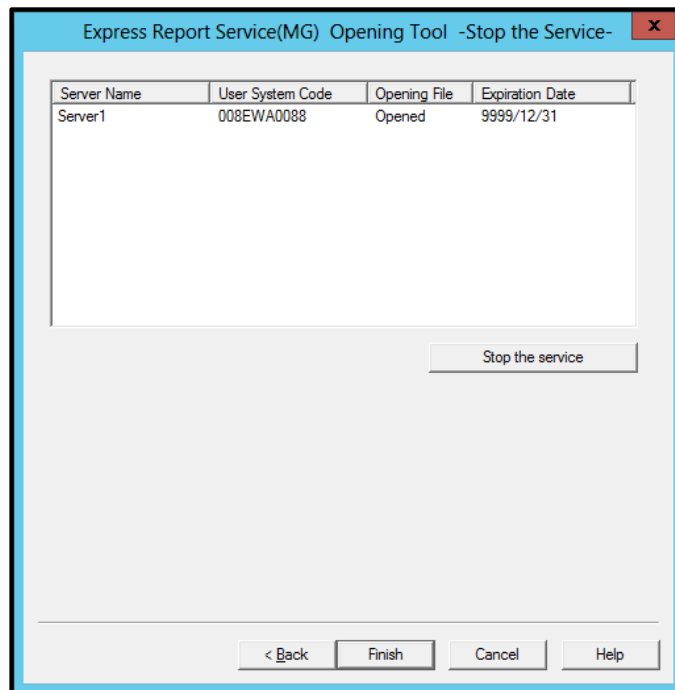 Express Report Service(MG) Opening Tool -Stop the Service-
x
Server Name User System Code Opening File Expiration Date
Server1 008EWA0088 Opened 9999/12/31
Stop the service
< Back Finish Cancel Help